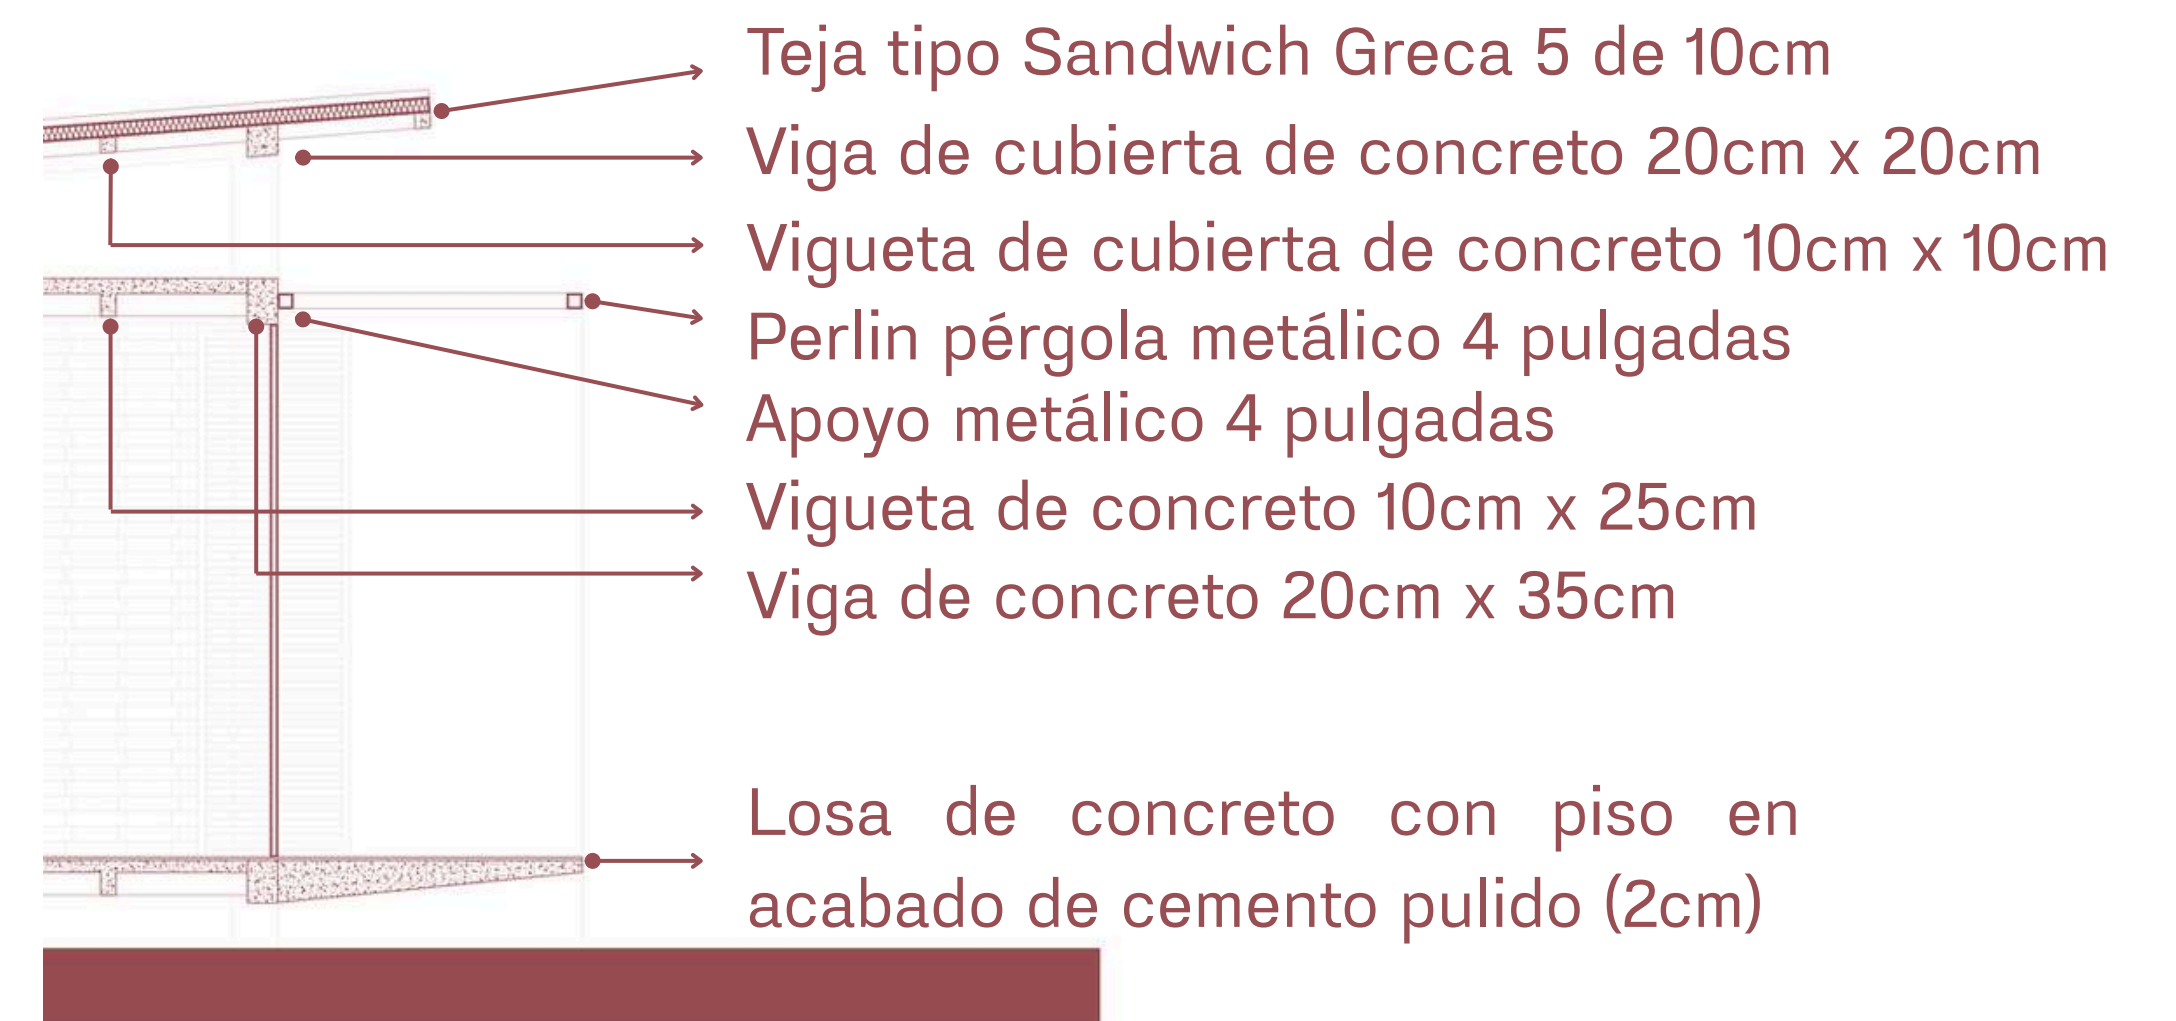 Teja tipo Sandwich Greca 5 de 10cm
Viga de cubierta de concreto 20cm x 20cm
Vigueta de cubierta de concreto 10cm x 10cm
Perlin pérgola metálico 4 pulgadas
Apoyo metálico 4 pulgadas
Vigueta de concreto 10cm x 25cm
Viga de concreto 20cm x 35cm
Losa de concreto con piso en
acabado de cemento pulido (2cm)